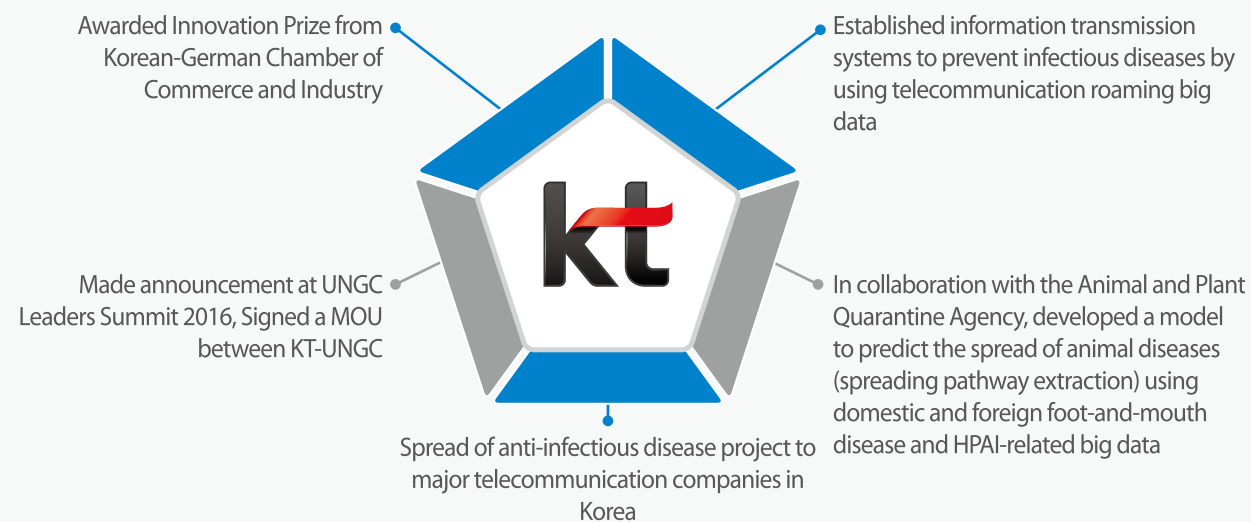 Awarded Innovation Prize from
Korean-German Chamber of
Commerce and Industry
Established information transmission
systems to prevent infectious diseases by
using telecommunication roaming big
data
kt
Made announcement at UNGC
Leaders Summit 2016, Signed a MOU
between KT-UNGC
In collaboration with the Animal and Plant
Quarantine Agency, developed a model
to predict the spread of animal diseases
(spreading pathway extraction) using
domestic and foreign foot-and-mouth
disease and HPAI-related big data
Spread of anti-infectious disease project to
major telecommunication companies in
Korea